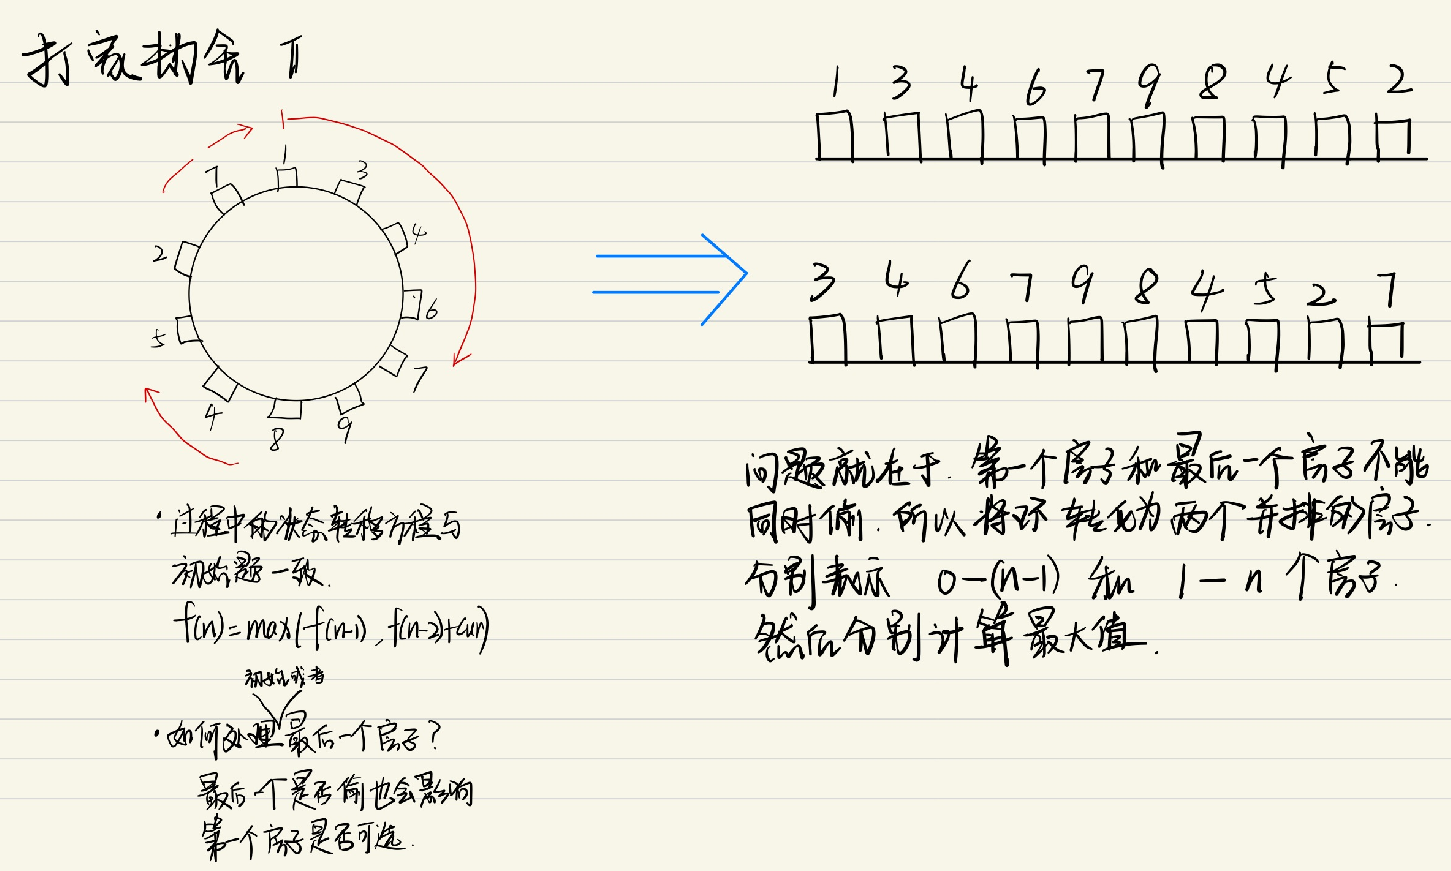 打家劫舍 II
1
1
3
4
6
7
9
8
4
5
2
7
1 3 4 6 7 9 8 4 5 2
3 4 6 7 9 8 4 5 2 7
·过程中的状态转移方程与
初始题一致.
f(n)=max(f(n-1), f(n-2)+cur)
初始或者
·如何处理最后一个房子?
最后一个是否偷也会影响
第一个房子是否可选.
问题就在于. 第一个房子和最后一个房子不能
同时偷. 所以将环转化为两个并排的房子.
分别表示 0-(n-1) 和 1-n 个房子.
然后分别计算最大值.